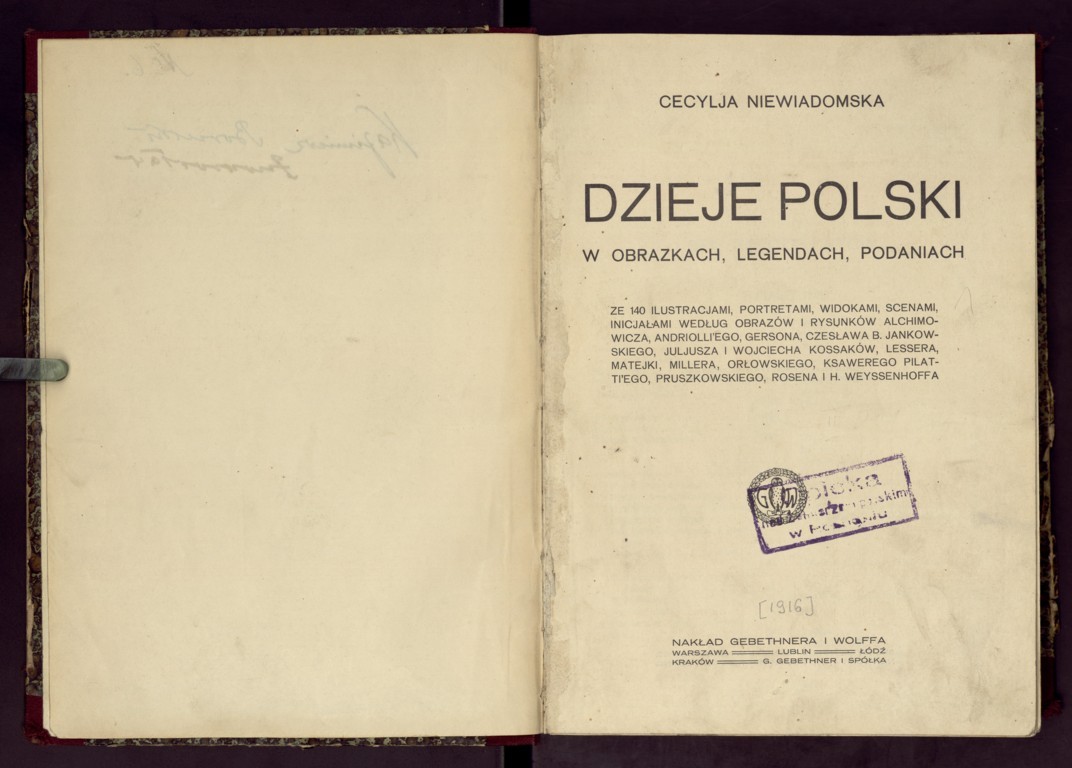 CECYLJA NIEWIADOMSKA
DZIEJE POLSKI
W OBRAZKACH, LEGENDACH, PODANIACH
ZE 140 ILUSTRACJAMI, PORTRETAMI, WIDOKAMI, SCENAMI,
INICJAŁAMI WEDŁUG OBRAZÓW I RYSUNKÓW ALCHIMO-
WICZA, ANDRIOLLI'EGO, GERSONA, CZESŁAWA B. JANKOW-
SKIEGO, JULJUSZA I WOJCIECHA KOSSAKÓW, LESSERA,
MATEJKI, MILLERA, ORŁOWSKIEGO, KSAWEREGO PILAT-
TI'EGO, PRUSZKOWSKIEGO, ROSENA I H. WEYSSENHOFFA
G W
w
[1916]
NAKŁAD GEBETHNERA I WOLFFA
WARSZAWA LUBLIN ŁÓDŹ
KRAKÓW G. GEBETHNER I SPÓŁKA